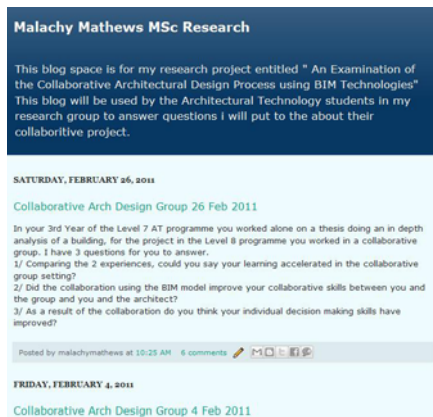 Malachy Mathews MSc Research
This blog space is for my research project entitled " An Examination of
the Collaborative Architectural Design Process using BIM Technologies"
This blog will be used by the Architectural Technology students in my
research group to answer questions i will put to the about their
collaboritive project.
SATURDAY, FEBRUARY 26, 2011
Collaborative Arch Design Group 26 Feb 2011
In your 3rd Year of the Level 7 AT programme you worked alone on a thesis doing an in depth
analysis of a building, for the project in the Level 8 programme you worked in a collaborative
group. I have 3 questions for you to answer.
1/ Comparing the 2 experiences, could you say your learning accelerated in the collaborative
group setting?
2/ Did the collaboration using the BIM model improve your collaborative skills between you and
the group and you and the architect?
3/ As a result of the collaboration do you think your individual decision making skills have
improved?
Posted by malachymathews at 10:25 AM 6 comments
FRIDAY, FEBRUARY 4, 2011
Collaborative Arch Design Group 4 Feb 2011